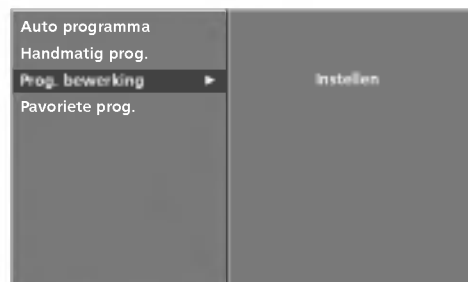 Auto programma
Handmatig prog.
Prog. bewerking ► Instellen
Pavoriete prog.